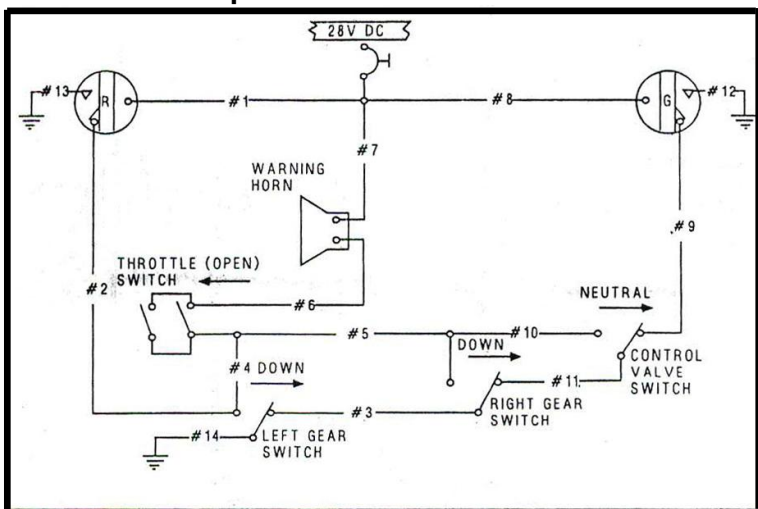 28V DC
#13
R
#1
#8
G
#12
#7
WARNING
HORN
#9
THROTTLE (OPEN)
SWITCH
#2
#6
NEUTRAL
#5
#10
DOWN
#4 DOWN
CONTROL
VALVE
SWITCH
#11
#3
RIGHT GEAR
SWITCH
#14
LEFT GEAR
SWITCH